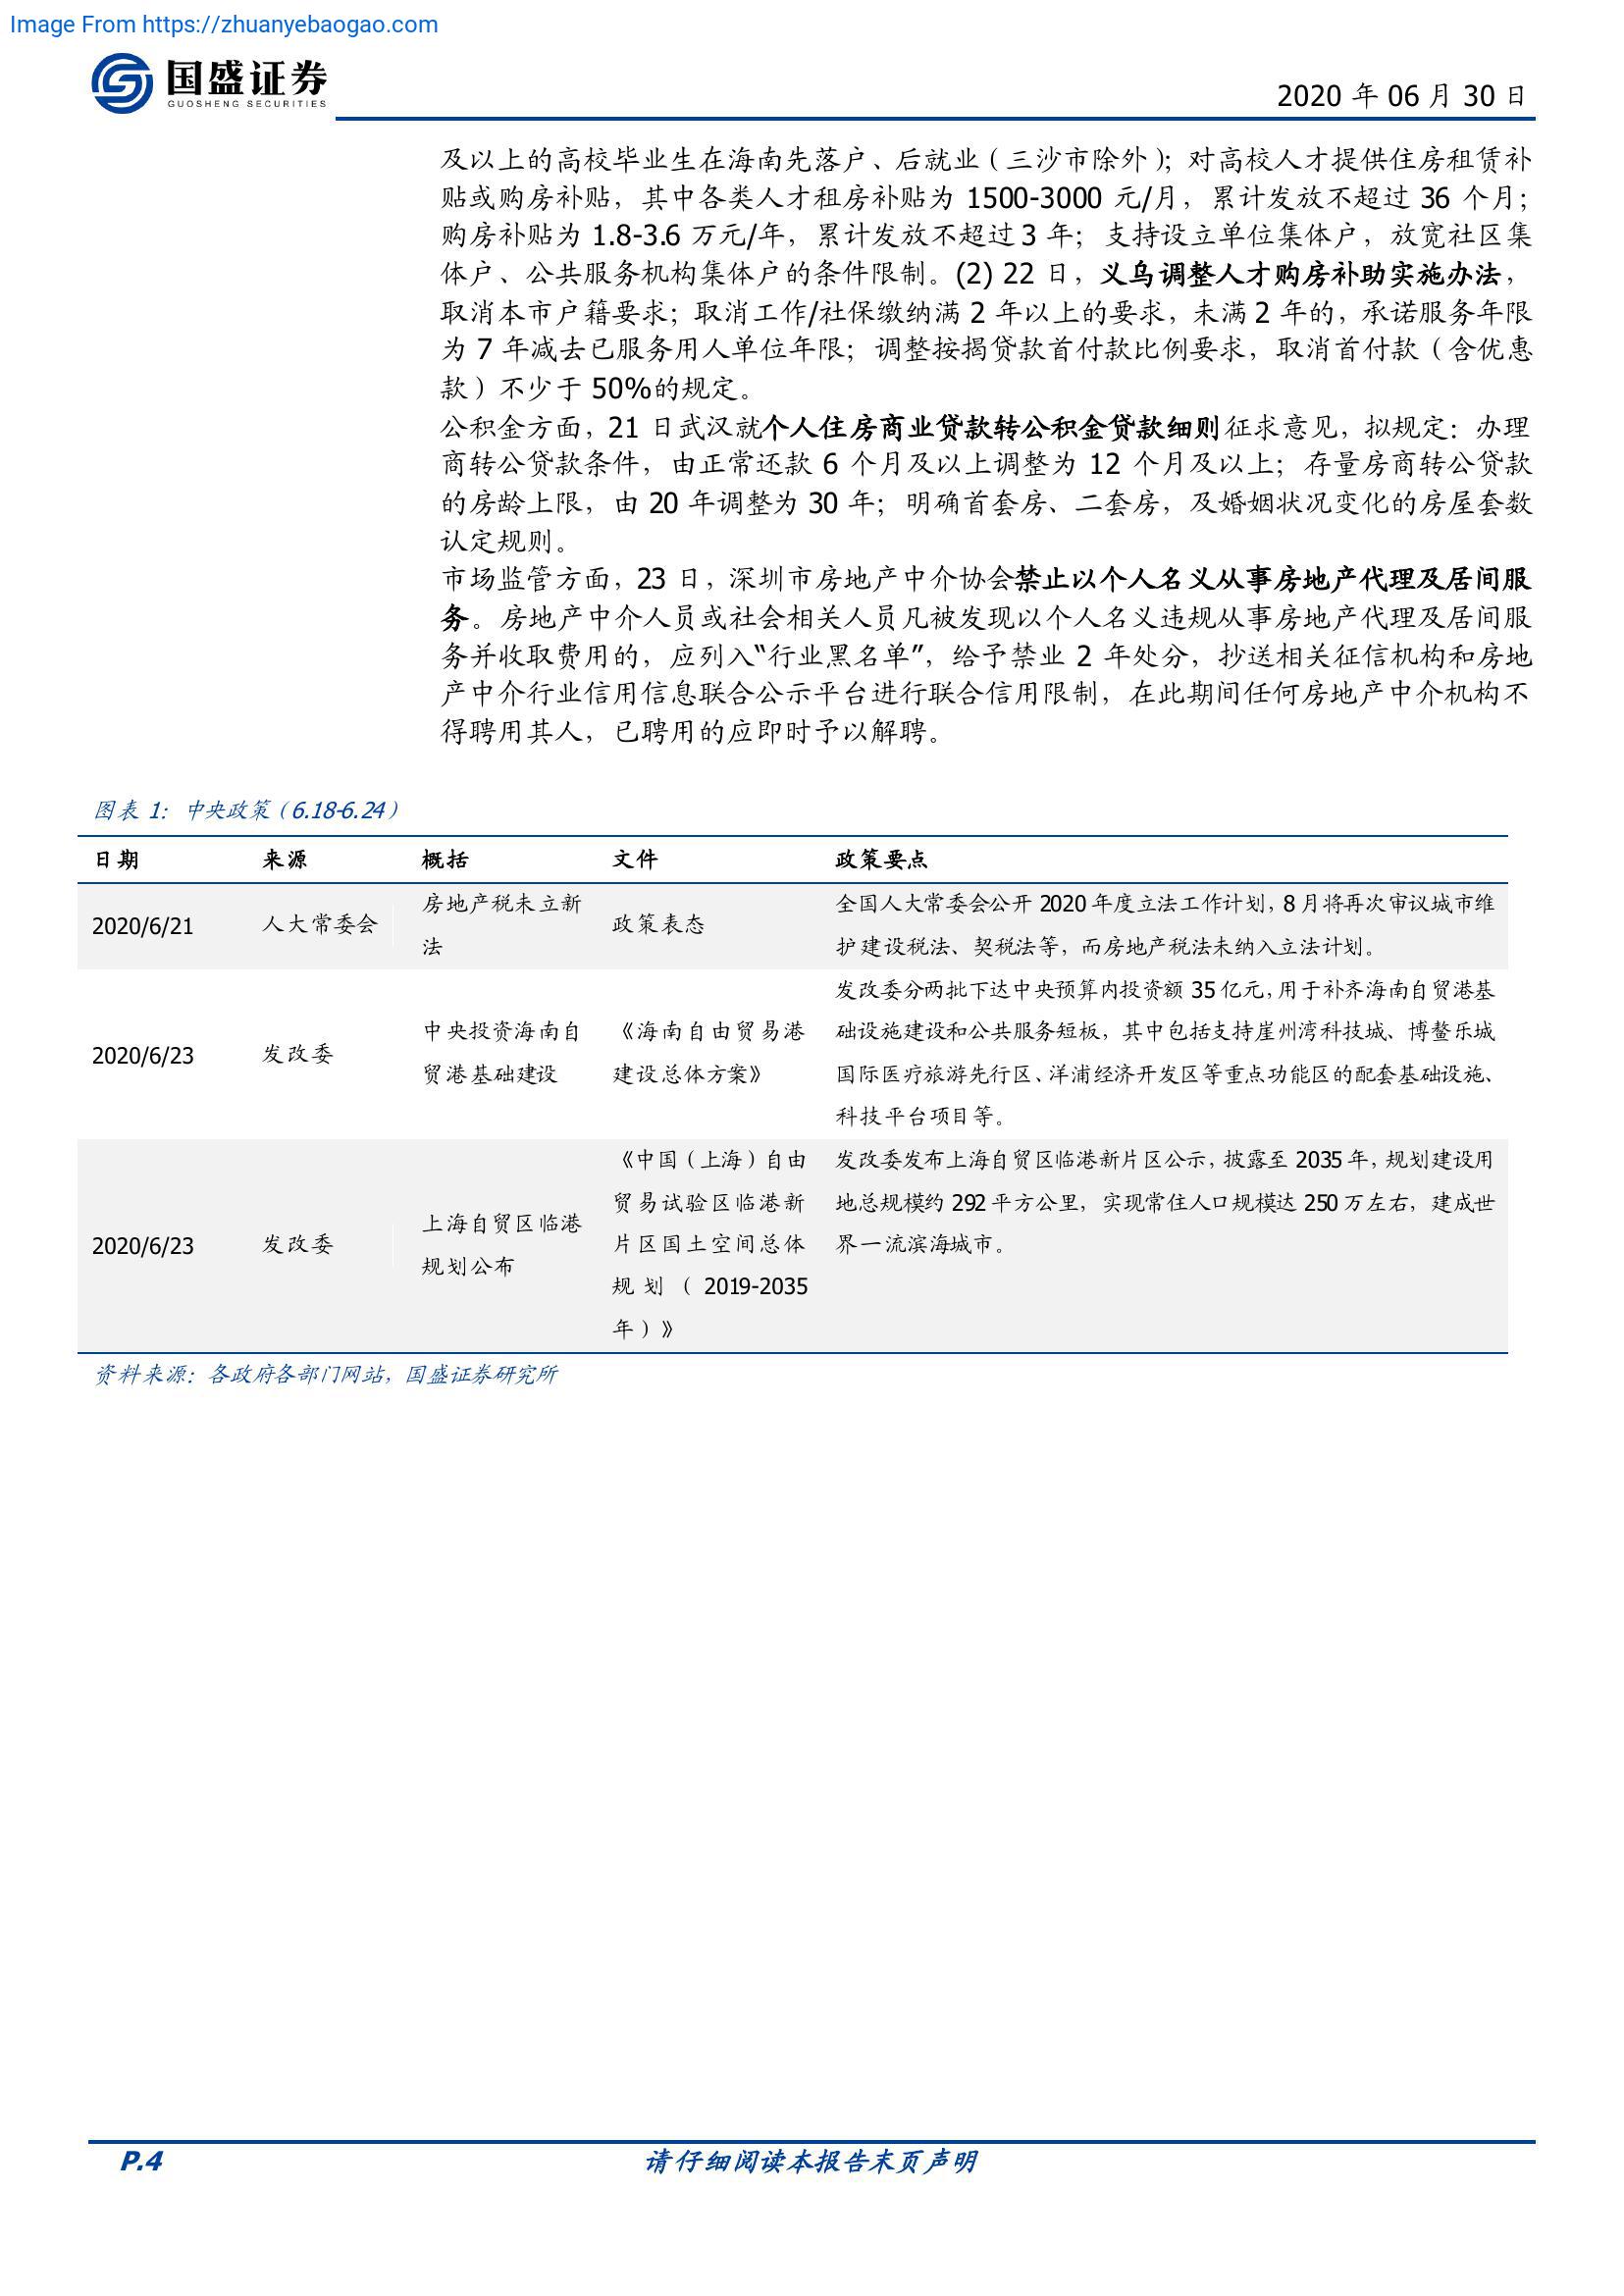 Image From https://zhuanyebaogao.com
国盛证券
GUOSHENG SECURITIES
2020 年 06 月 30 日
及以上的高校毕业生在海南先落户、后就业（三沙市除外）；对高校人才提供住房租赁补
贴或购房补贴，其中各类人才租房补贴为 1500-3000 元/月，累计发放不超过 36 个月；
购房补贴为 1.8-3.6 万元/年，累计发放不超过 3 年；支持设立单位集体户，放宽社区集
体户、公共服务机构集体户的条件限制。(2) 22 日，义乌调整人才购房补助实施办法，
取消本市户籍要求；取消工作/社保缴纳满 2 年以上的要求，未满 2 年的，承诺服务年限
为 7 年减去已服务用人单位年限；调整按揭贷款首付款比例要求，取消首付款（含优惠
款）不少于 50%的规定。
公积金方面，21 日武汉就个人住房商业贷款转公积金贷款细则征求意见，拟规定：办理
商转公贷款条件，由正常还款 6 个月及以上调整为 12 个月及以上；存量房商转公贷款
的房龄上限，由 20 年调整为 30 年；明确首套房、二套房，及婚姻状况变化的房屋套数
认定规则。
市场监管方面，23 日，深圳市房地产中介协会禁止以个人名义从事房地产代理及居间服
务。房地产中介人员或社会相关人员凡被发现以个人名义违规从事房地产代理及居间服
务并收取费用的，应列入“行业黑名单”，给予禁业 2 年处分，抄送相关征信机构和房地
产中介行业信用信息联合公示平台进行联合信用限制，在此期间任何房地产中介机构不
得聘用其人，已聘用的应即时予以解聘。
图表 1：中央政策（6.18-6.24）
日期 来源 概括 文件 政策要点
2020/6/21 人大常委会
房地产税未立新
法
政策表态
全国人大常委会公开 2020 年度立法工作计划，8 月将再次审议城市维
护建设税法、契税法等，而房地产税法未纳入立法计划。
2020/6/23 发改委
中央投资海南自
贸港基础建设
《海南自由贸易港
建设总体方案》
发改委分两批下达中央预算内投资额 35 亿元，用于补齐海南自贸港基
础设施建设和公共服务短板，其中包括支持崖州湾科技城、博鳌乐城
国际医疗旅游先行区、洋浦经济开发区等重点功能区的配套基础设施、
科技平台项目等。
2020/6/23 发改委
上海自贸区临港
规划公布
《中国（上海）自由
贸易试验区临港新
片区国土空间总体
规划（ 2019-2035
年）》
发改委发布上海自贸区临港新片区公示，披露至 2035 年，规划建设用
地总规模约 292 平方公里，实现常住人口规模达 250 万左右，建成世
界一流滨海城市。
资料来源：各政府各部门网站，国盛证券研究所
P.4
请仔细阅读本报告末页声明